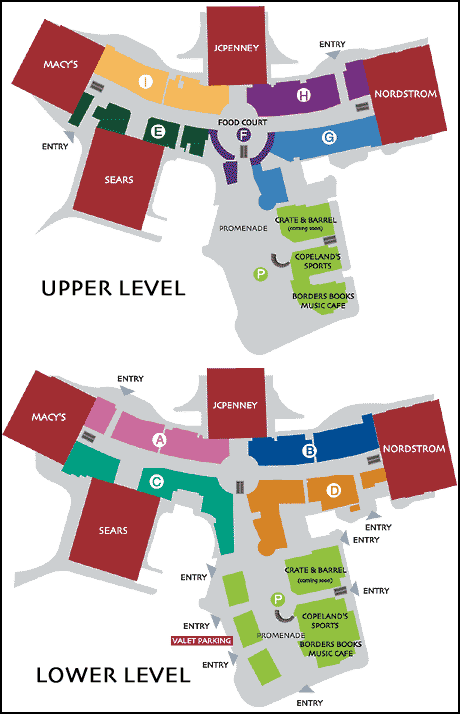 JCPENNEY
ENTRY
MACY'S
I
H
NORDSTROM
FOOD COURT
E
F
G
ENTRY
SEARS
CRATE & BARREL
(coming soon)
PROMENADE
COPELAND'S
SPORTS
P
UPPER LEVEL
BORDERS BOOKS
MUSIC CAFE
ENTRY
JCPENNEY
MACY'S
A
B
NORDSTROM
C
D
SEARS
ENTRY
ENTRY
CRATE & BARREL
(coming soon)
ENTRY
ENTRY
P
ENTRY
COPELAND'S
SPORTS
VALET PARKING
PROMENADE
BORDERS BOOKS
MUSIC CAFE
ENTRY
LOWER LEVEL
ENTRY